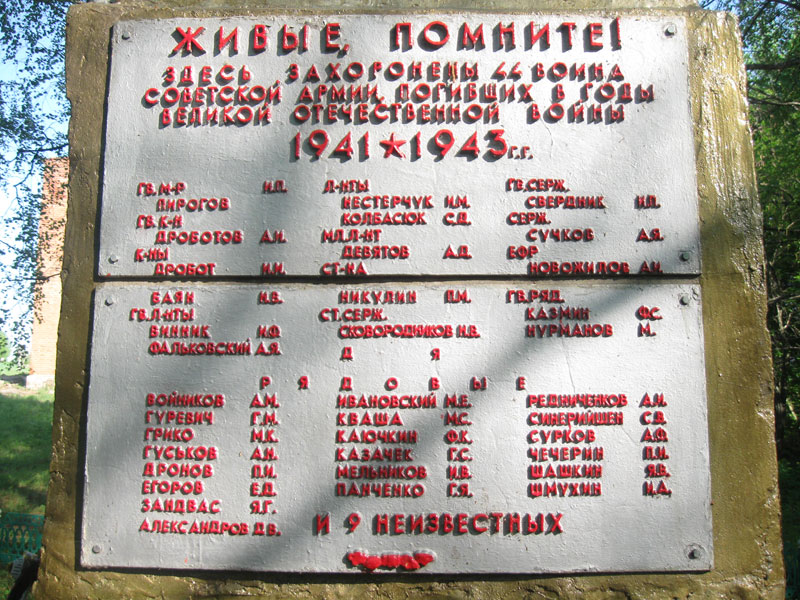 ЖИВЫЕ, ПОМНИТЕ!
ЗДЕСЬ ЗАХОРОНЕНЫ 44 ВОИНА
СОВЕТСКОЙ АРМИИ, ПОГИБШИХ В ГОДЫ
ВЕЛИКОЙ ОТЕЧЕСТВЕННОЙ ВОЙНЫ
1941 ★ 1943 г.г.
ГВ. М-Р И.П. Л-НТЫ ГВ. СЕРЖ.
ПИРОГОВ НЕСТЕРЧУК И.М. СВЕРДНИК И.П.
ГВ. К-Н КОЛБАСЮК С.Д. СЕРЖ.
ДРОБОТОВ А.И. МЛ. Л-НТ СУЧКОВ А.Я.
К-НЫ ДЕВЯТОВ А.Д. ЕФР
ДРОБОТ И.И. СТ-НА НОВОЖИЛОВ А.Н.
БАЯН И.В. НИКУЛИН П.М. ГВ. РЯД.
ГВ. Л-НТЫ СТ. СЕРЖ. КАЗМИН Ф.С.
ВИННИК И.Ф. СКОВОРОДНИКОВ Н.В. НУРМАНОВ М.
ФАЛЬКОВСКИЙ А.Я. Д Я
РЯДОВЫЕ
ВОЙНИКОВ А.М. ИВАНОВСКИЙ М.Е. РЕДНИЧЕНКОВ А.И.
ГУРЕВИЧ Г.М. КВАША М.С. СИНЕРИЙШЕН С.Д.
ГРИКО М.К. КЛЮЧКИН Ф.К. СУРКОВ А.Ф.
ГУСЬКОВ А.Н. КАЗАЧЕК Г.С. ЧЕЧЕРИН П.И.
ДРОНОВ П.И. МЕЛЬНИКОВ И.В. ШАШКИН Я.В.
ЕГОРОВ Е.Д. ПАНЧЕНКО Г.Я. ШМУХИН И.Д.
ЗАНДВАС Я.Г.
АЛЕКСАНДРОВ Д.В. И 9 НЕИЗВЕСТНЫХ